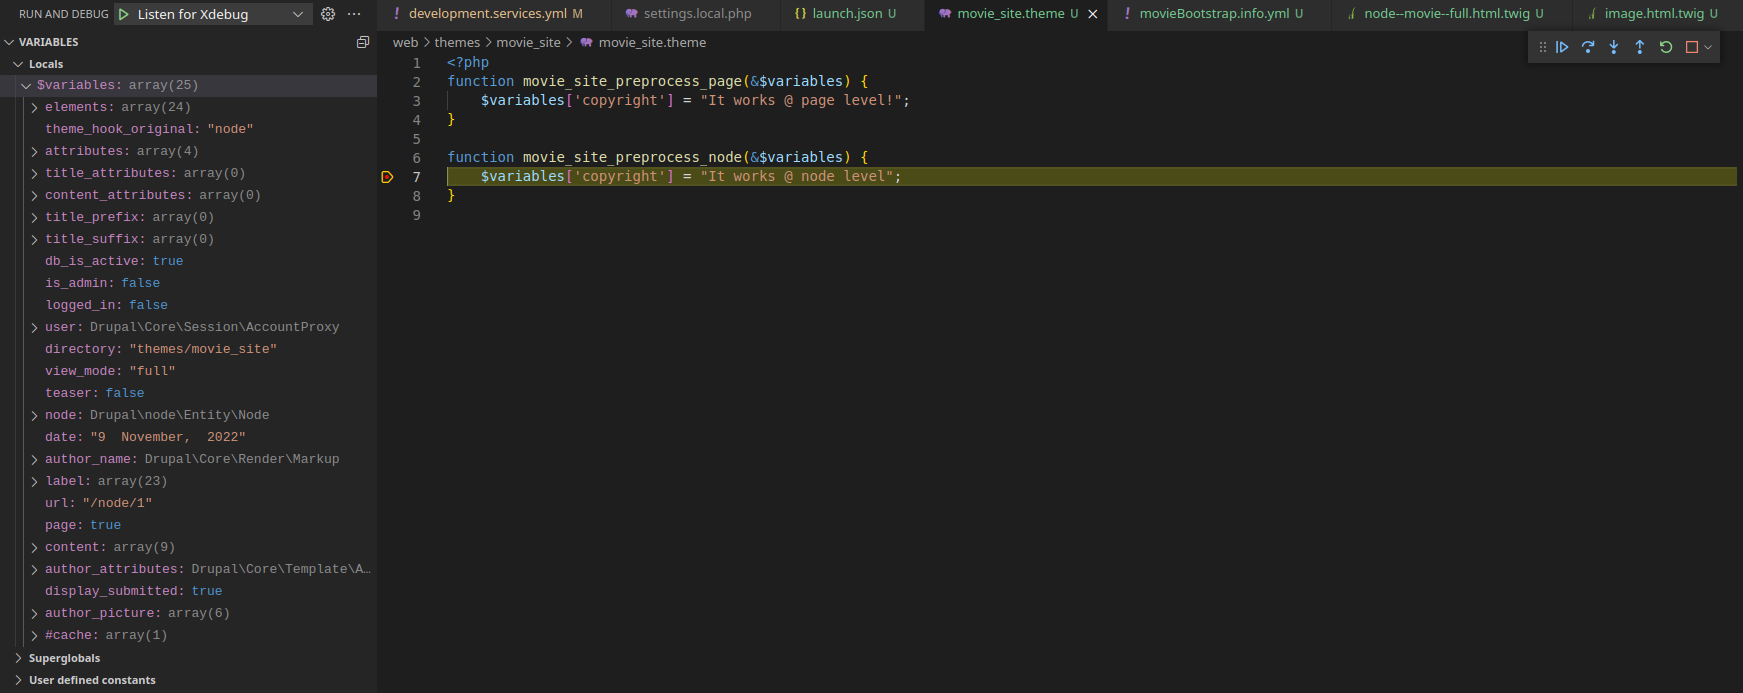 RUN AND DEBUG Listen for Xdebug
VARIABLES
Locals
$variables: array(25)
elements: array(24)
theme_hook_original: "node"
attributes: array(4)
title_attributes: array(0)
content_attributes: array(0)
title_prefix: array(0)
title_suffix: array(0)
db_is_active: true
is_admin: false
logged_in: false
user: Drupal\Core\Session\AccountProxy
directory: "themes/movie_site"
view_mode: "full"
teaser: false
node: Drupal\node\Entity\Node
date: "9  November,  2022"
author_name: Drupal\Core\Render\Markup
label: array(23)
url: "/node/1"
page: true
content: array(9)
author_attributes: Drupal\Core\Template\A…
display_submitted: true
author_picture: array(6)
#cache: array(1)
Superglobals
User defined constants
! development.services.yml M settings.local.php {} launch.json U movie_site.theme U ! movieBootstrap.info.yml U node--movie--full.html.twig U image.html.twig U
web > themes > movie_site > movie_site.theme
1 <?php
2 function movie_site_preprocess_page(&$variables) {
3     $variables['copyright'] = "It works @ page level!";
4 }
5
6 function movie_site_preprocess_node(&$variables) {
7     $variables['copyright'] = "It works @ node level";
8 }
9